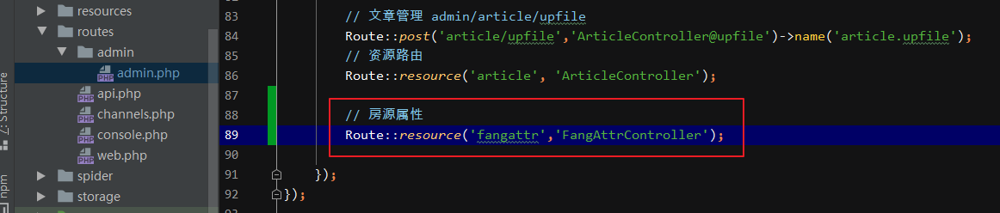 resources
routes
admin
admin.php
api.php
channels.php
console.php
web.php
spider
storage
Z: Structure
npm
83 // 文章管理 admin/article/upfile
84 Route::post('article/upfile','ArticleController@upfile')->name('article.upfile');
85 // 资源路由
86 Route::resource('article', 'ArticleController');
87
88 // 房源属性
89 Route::resource('fangattr','FangAttrController');
90
91 });
92 });